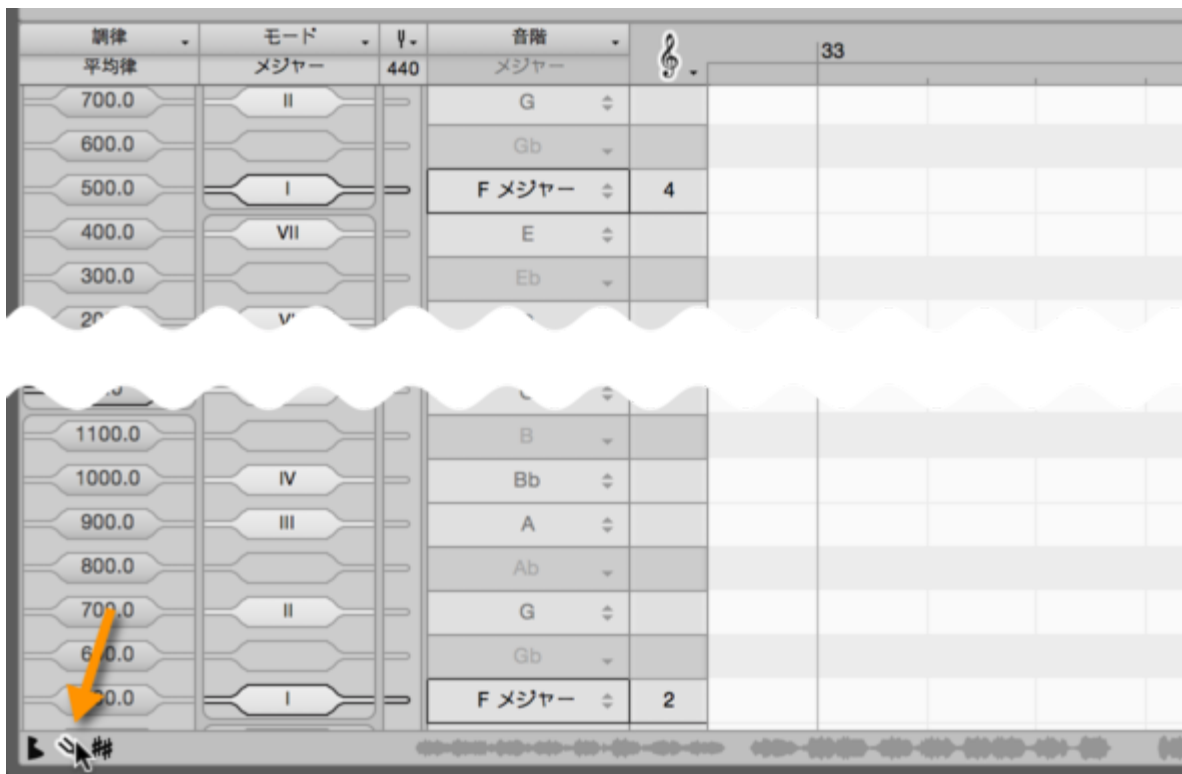 調律 モード 音階
平均律 メジャー 440 メジャー 33
700.0 II G
600.0 Gb
500.0 I F メジャー 4
400.0 VII E
300.0 Eb
1100.0 B
1000.0 IV Bb
900.0 III A
800.0 Ab
700.0 II G
Gb
I F メジャー 2